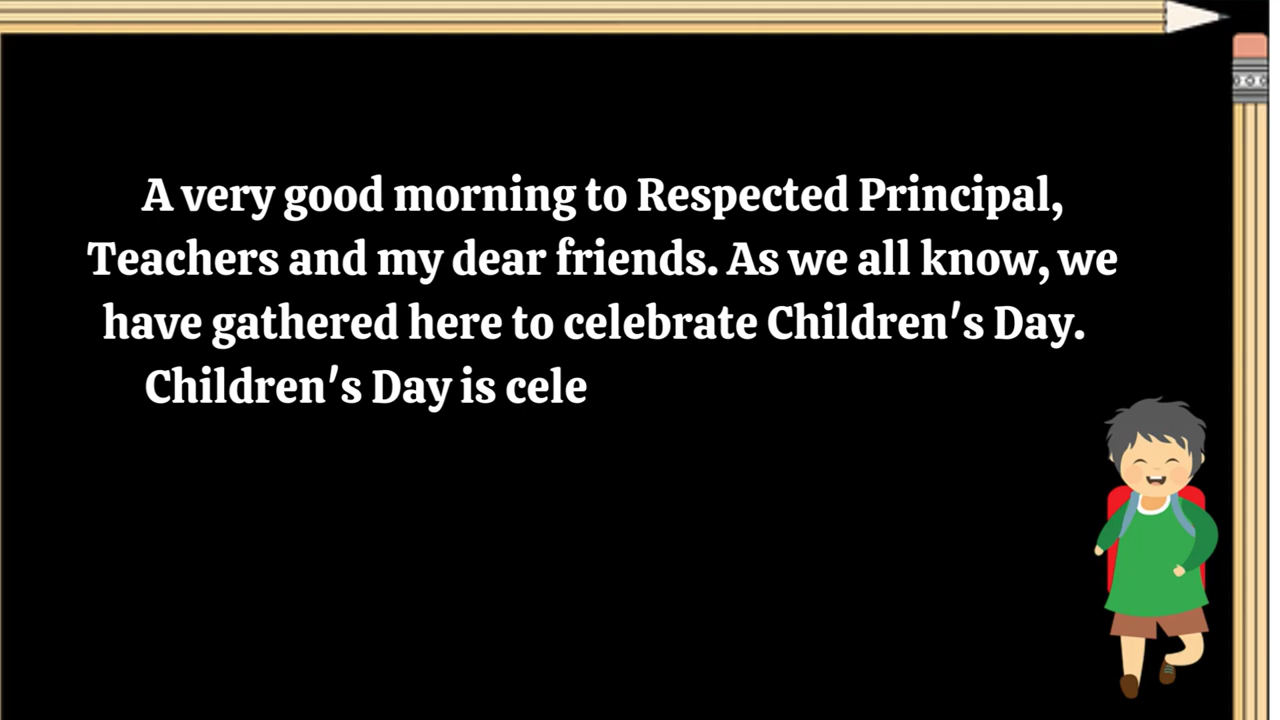 A very good morning to Respected Principal,
Teachers and my dear friends. As we all know, we
have gathered here to celebrate Children's Day.
Children's Day is cele